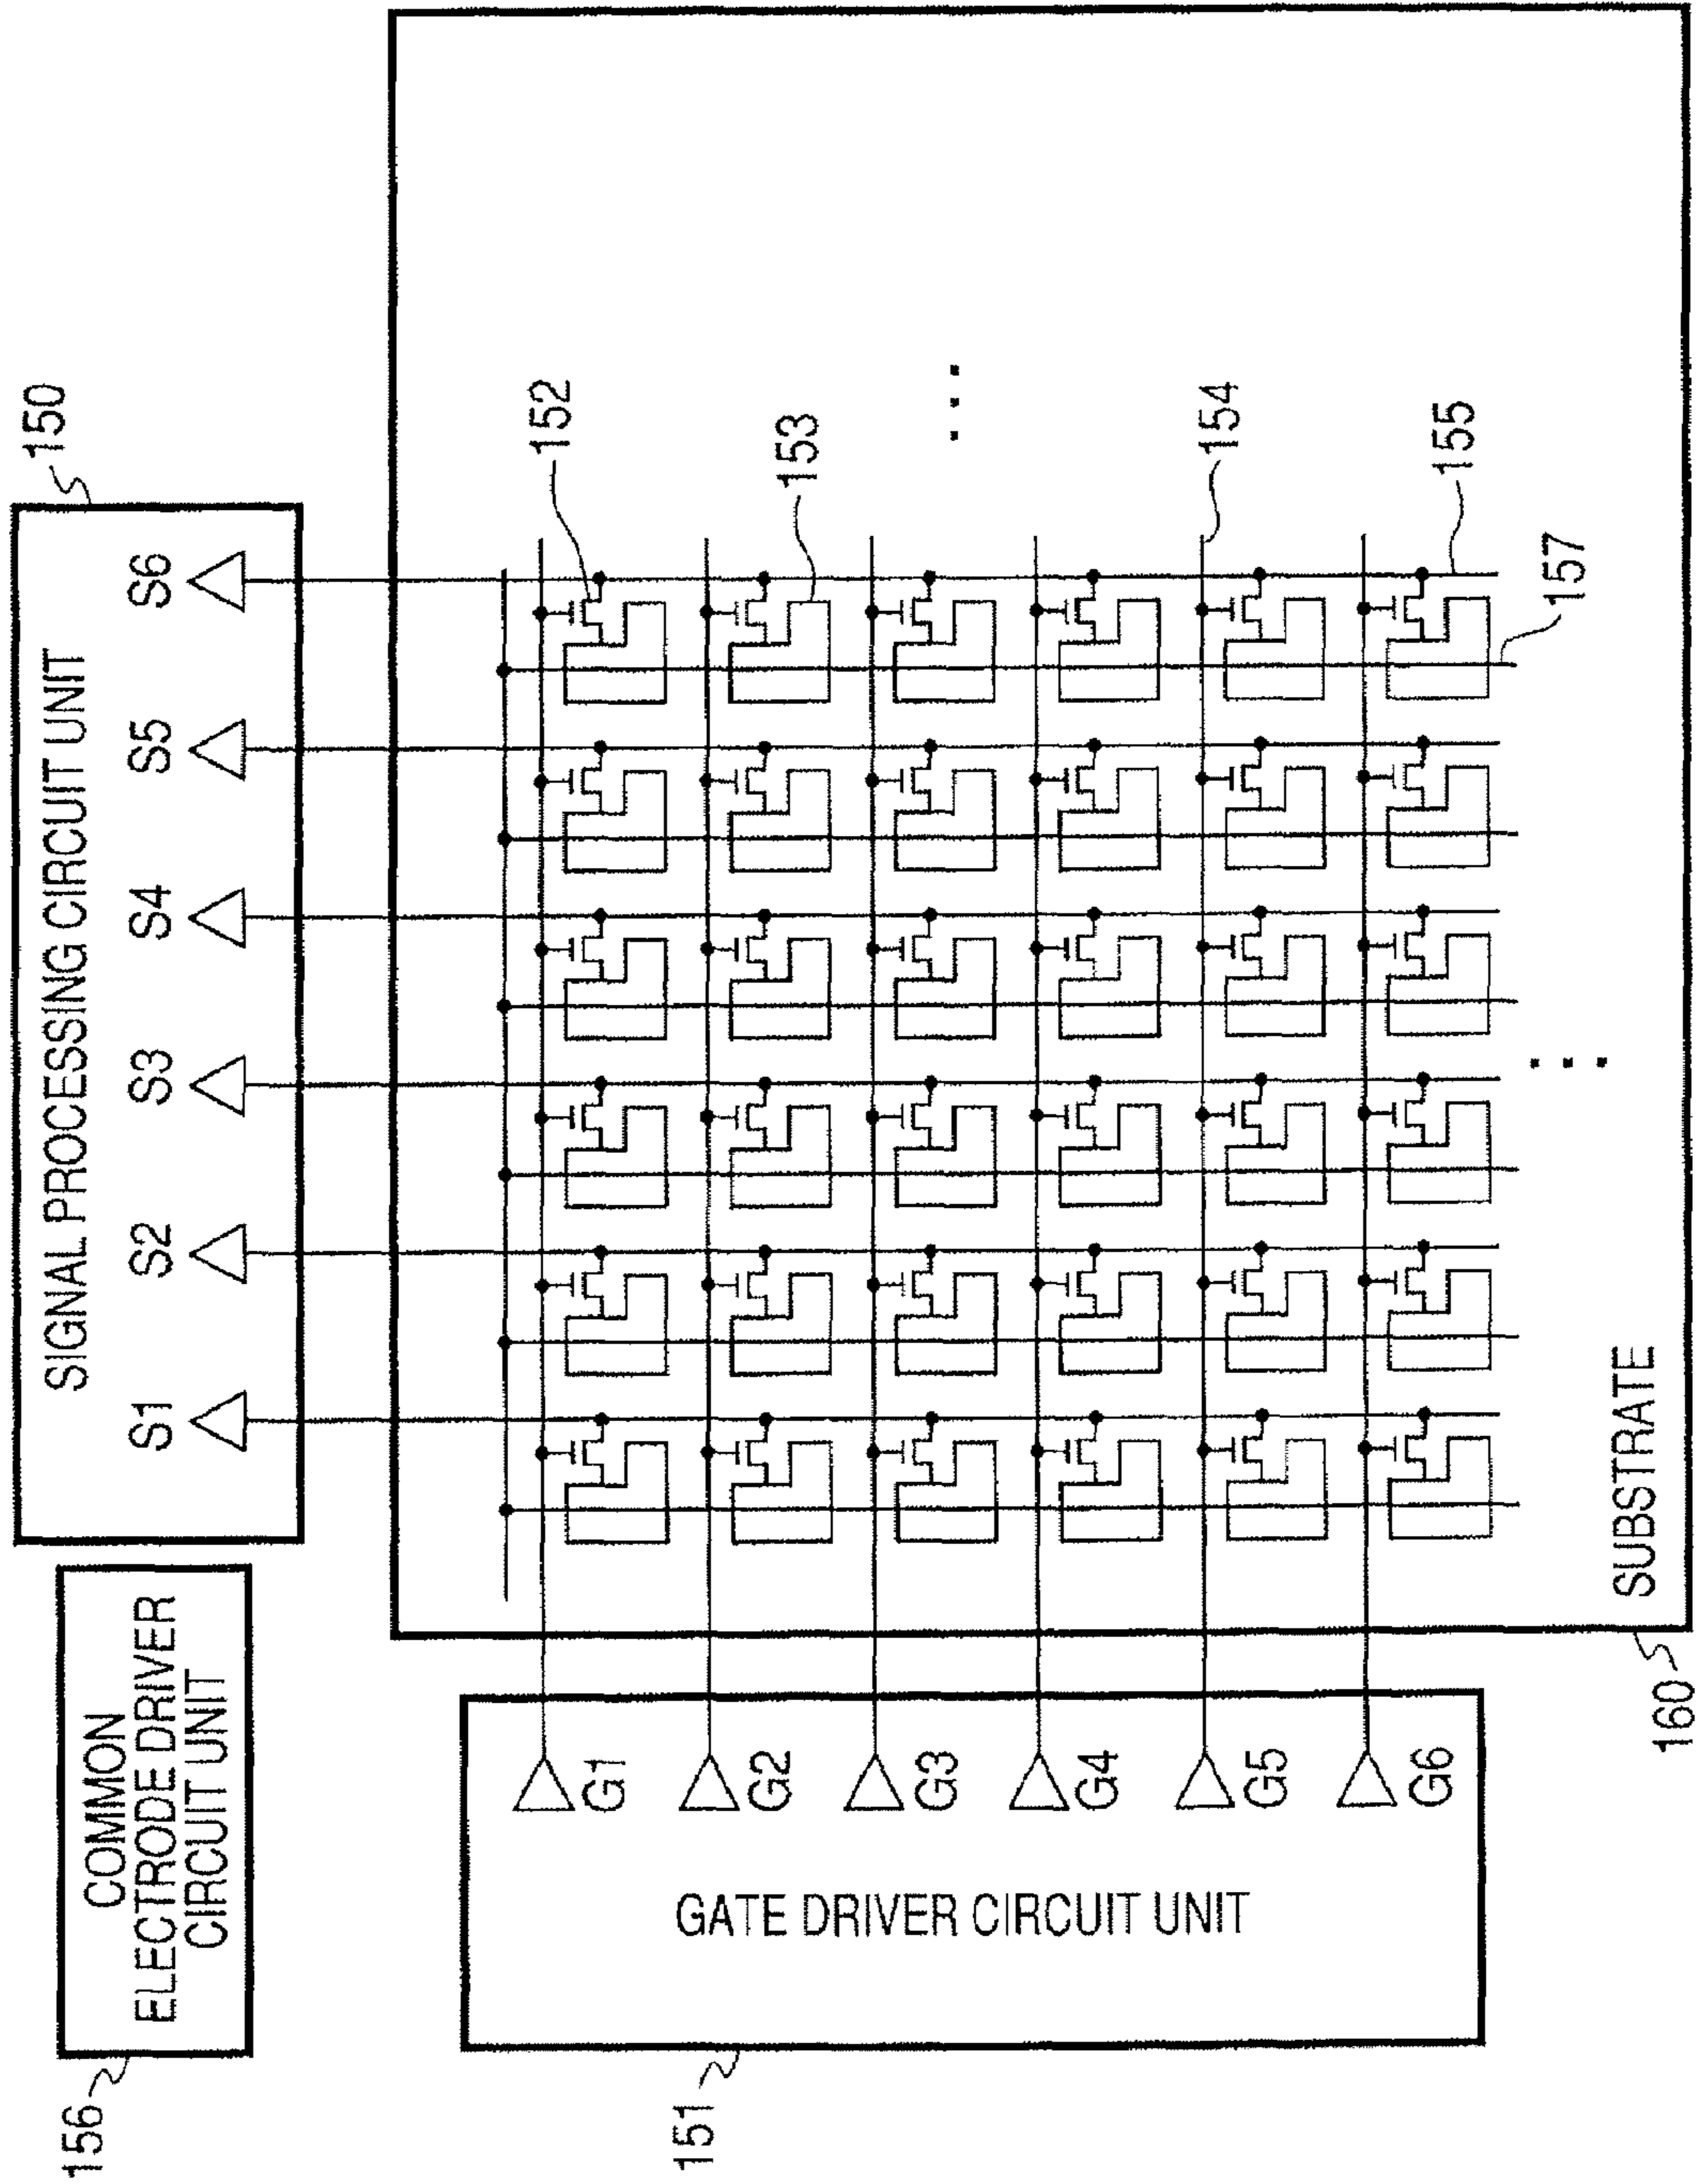 156
COMMON
ELECTRODE DRIVER
CIRCUIT UNIT
SIGNAL PROCESSING CIRCUIT UNIT
150
S1 S2 S3 S4 S5 S6
151
GATE DRIVER CIRCUIT UNIT
G1
G2
G3
G4
G5
G6
152
153
...
154
155
157
...
SUBSTRATE
160